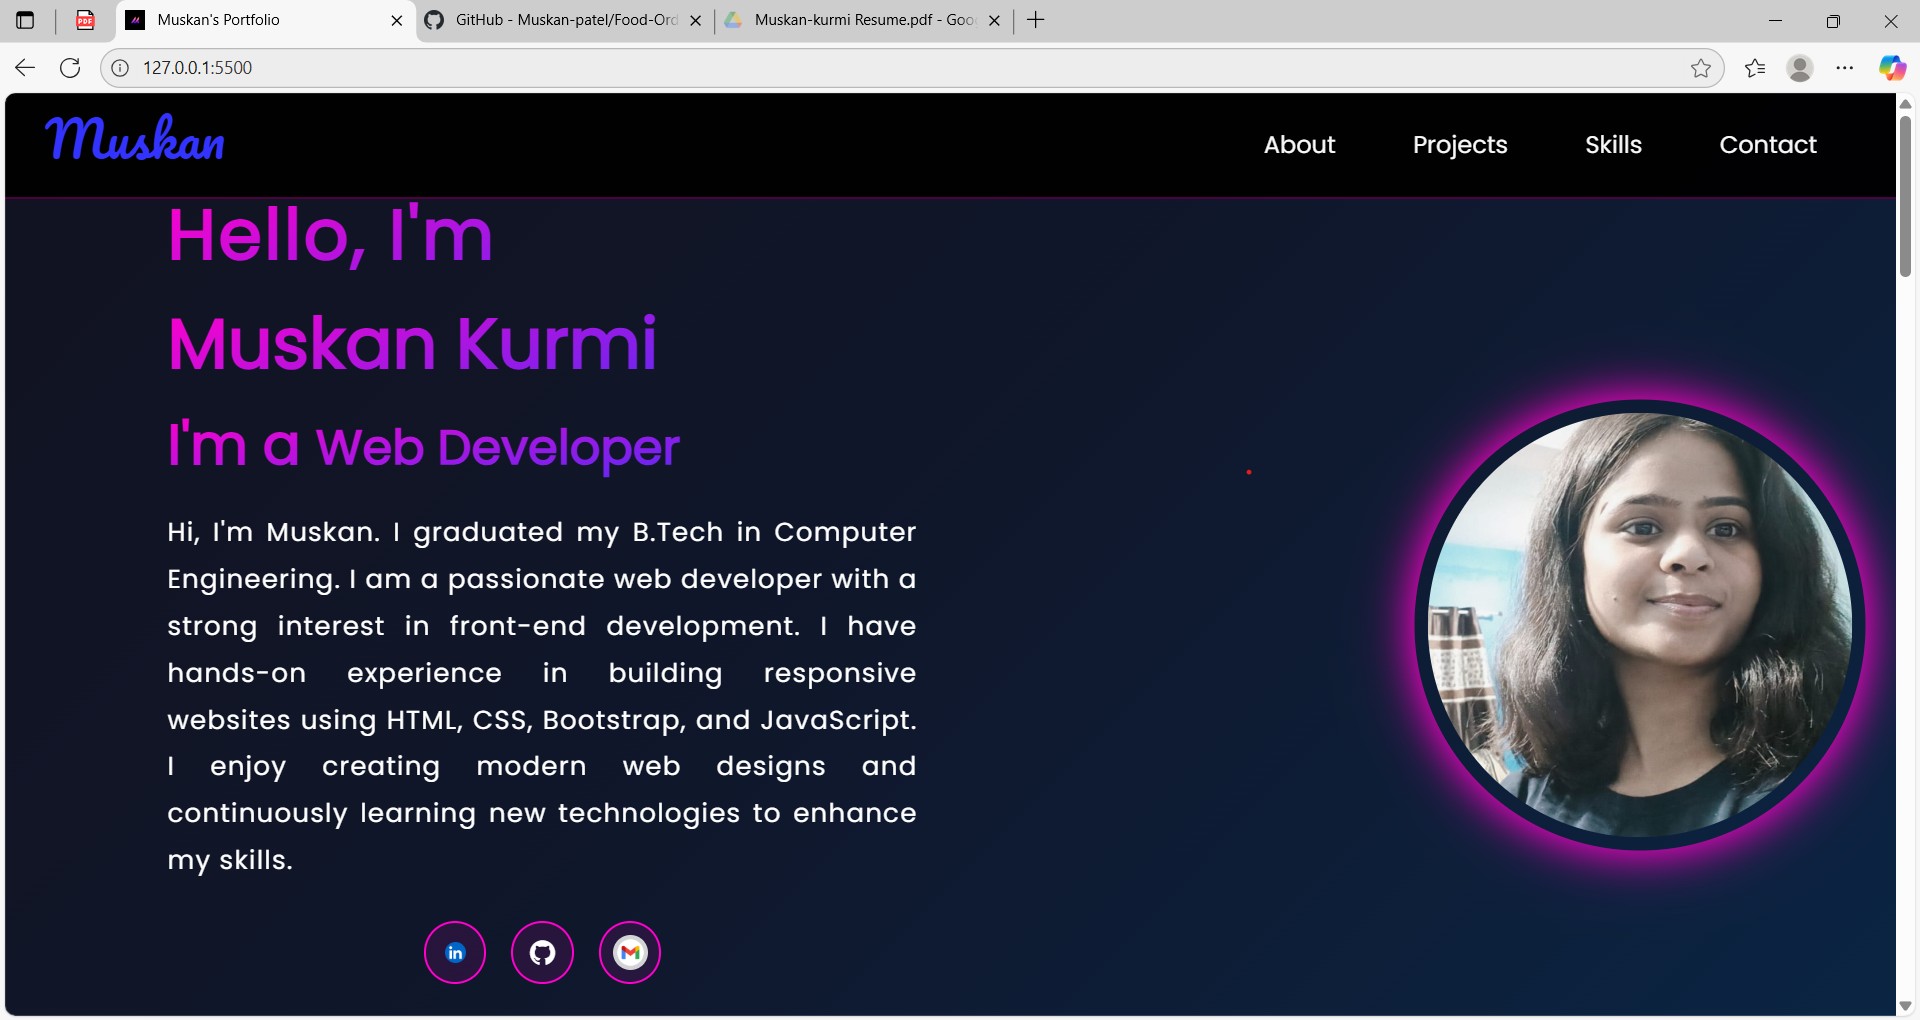 Muskan's Portfolio
GitHub - Muskan-patel/Food-Ord
Muskan-kurmi Resume.pdf - Goo
PDF
127.0.0.1:5500
Muskan
About Projects Skills Contact
Hello, I'm
Muskan Kurmi
I'm a Web Developer
Hi, I'm Muskan. I graduated my B.Tech in Computer
Engineering. I am a passionate web developer with a
strong interest in front-end development. I have
hands-on experience in building responsive
websites using HTML, CSS, Bootstrap, and JavaScript.
I enjoy creating modern web designs and
continuously learning new technologies to enhance
my skills.
in